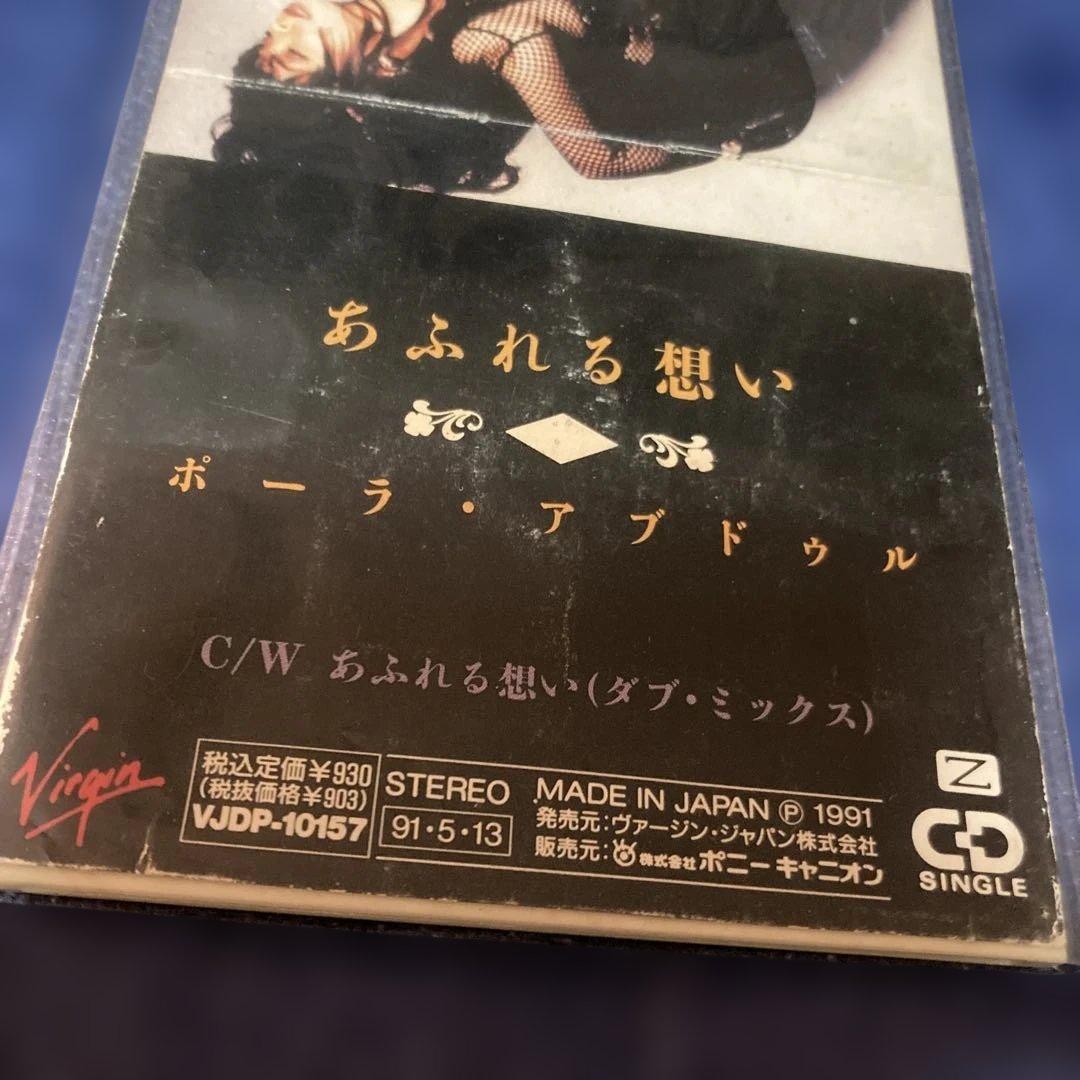 あふれる想い
ポーラ・アブドゥル
C/W あふれる想い(ダブ・ミックス)
Virgin
税込定価¥930
(税抜価格¥903)
VJDP-10157
STEREO
91・5・13
MADE IN JAPAN Ⓟ 1991
発売元:ヴァージン・ジャパン株式会社
販売元: 株式会社 ポニーキャニオン
Z
CD
SINGLE